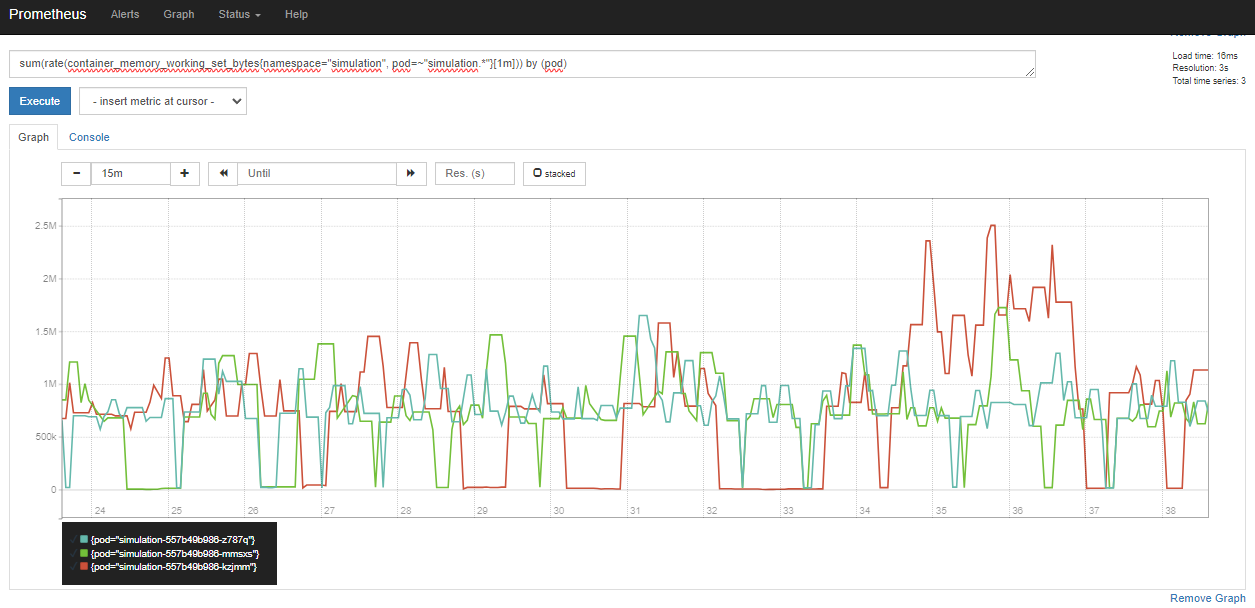 Prometheus Alerts Graph Status Help
Remove Graph
sum(rate(container_memory_working_set_bytes{namespace="simulation", pod=~"simulation.*"}[1m])) by (pod)
Load time: 16ms
Resolution: 3s
Total time series: 3
Execute - insert metric at cursor -
Graph Console
− 15m + Until Res. (s) stacked
2.5M
2M
1.5M
1M
500k
0
24 25 26 27 28 29 30 31 32 33 34 35 36 37 38
{pod="simulation-557b49b986-z787q"}
{pod="simulation-557b49b986-mmsxs"}
{pod="simulation-557b49b986-kzjmm"}
Remove Graph